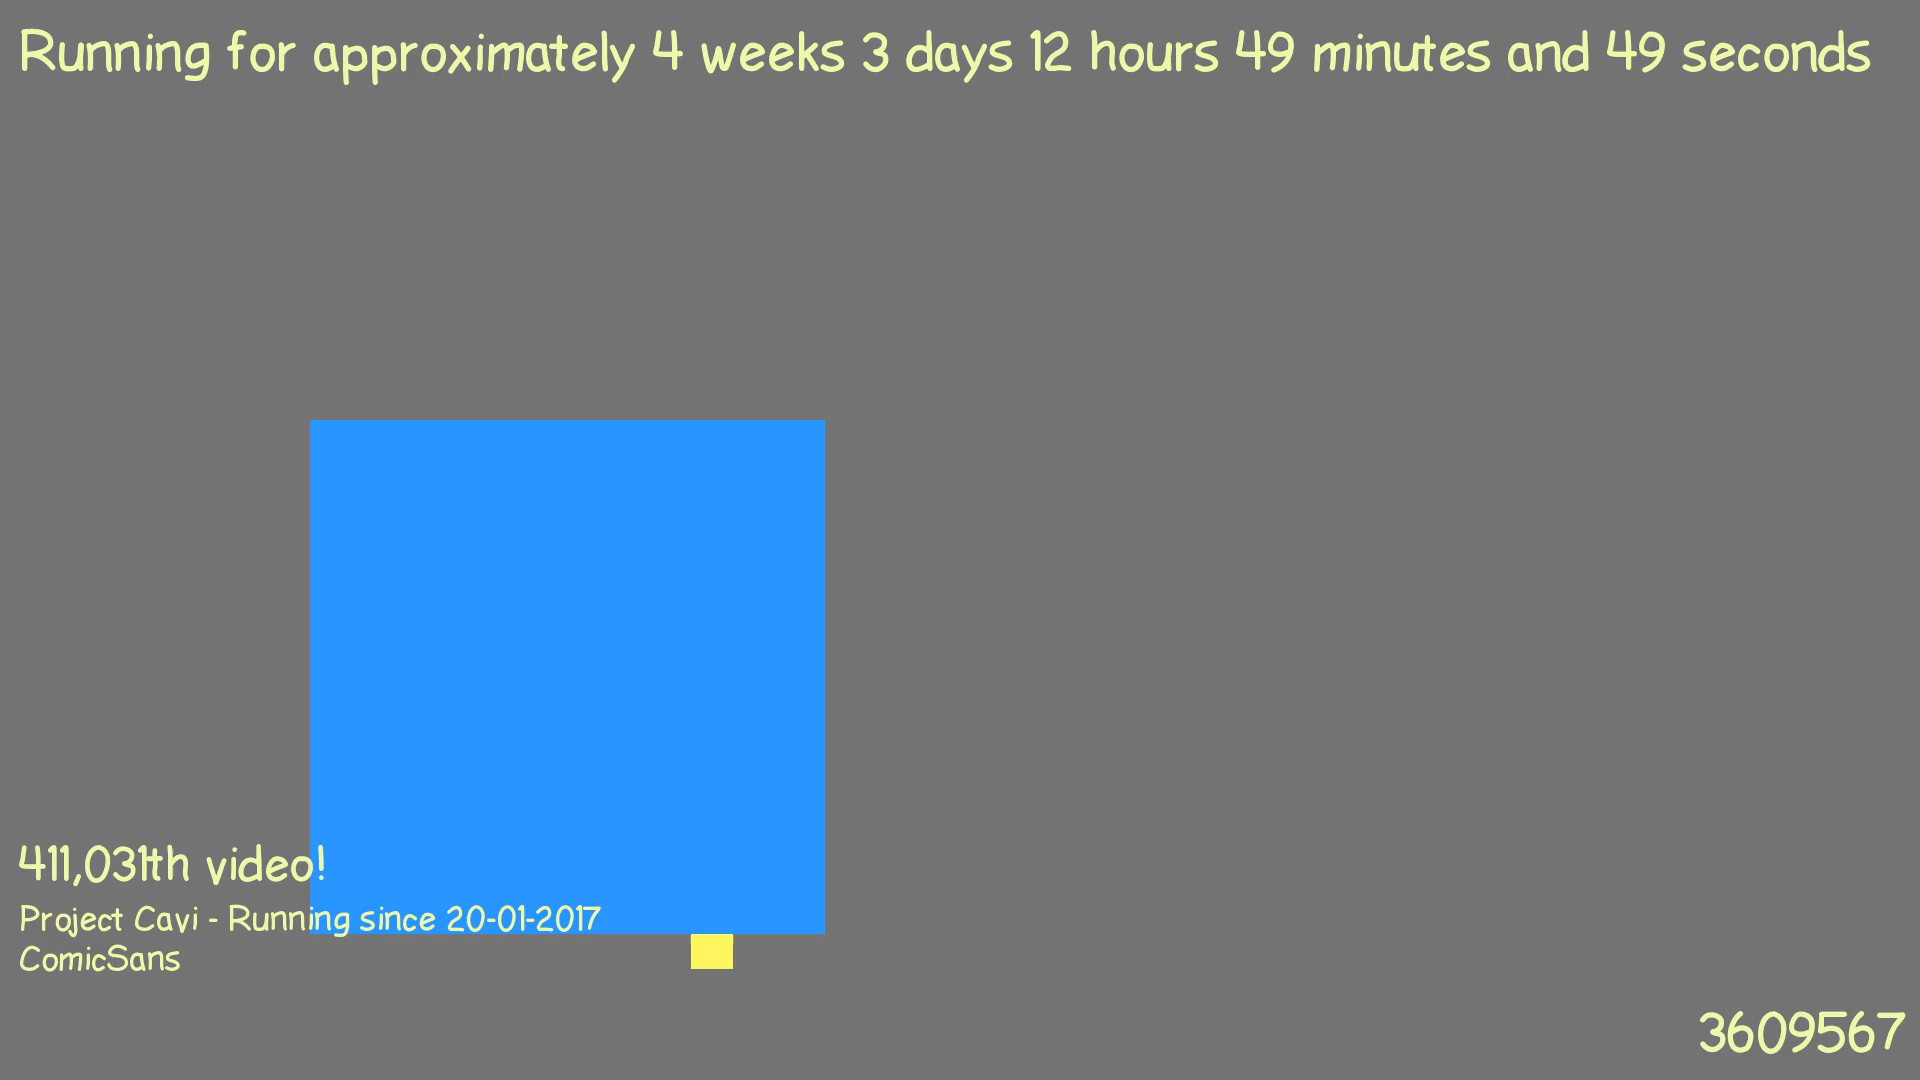 Running for approximately 4 weeks 3 days 12 hours 49 minutes and 49 seconds
411,031th video!
Project Cavi - Running since 20-01-2017
ComicSans
3609567